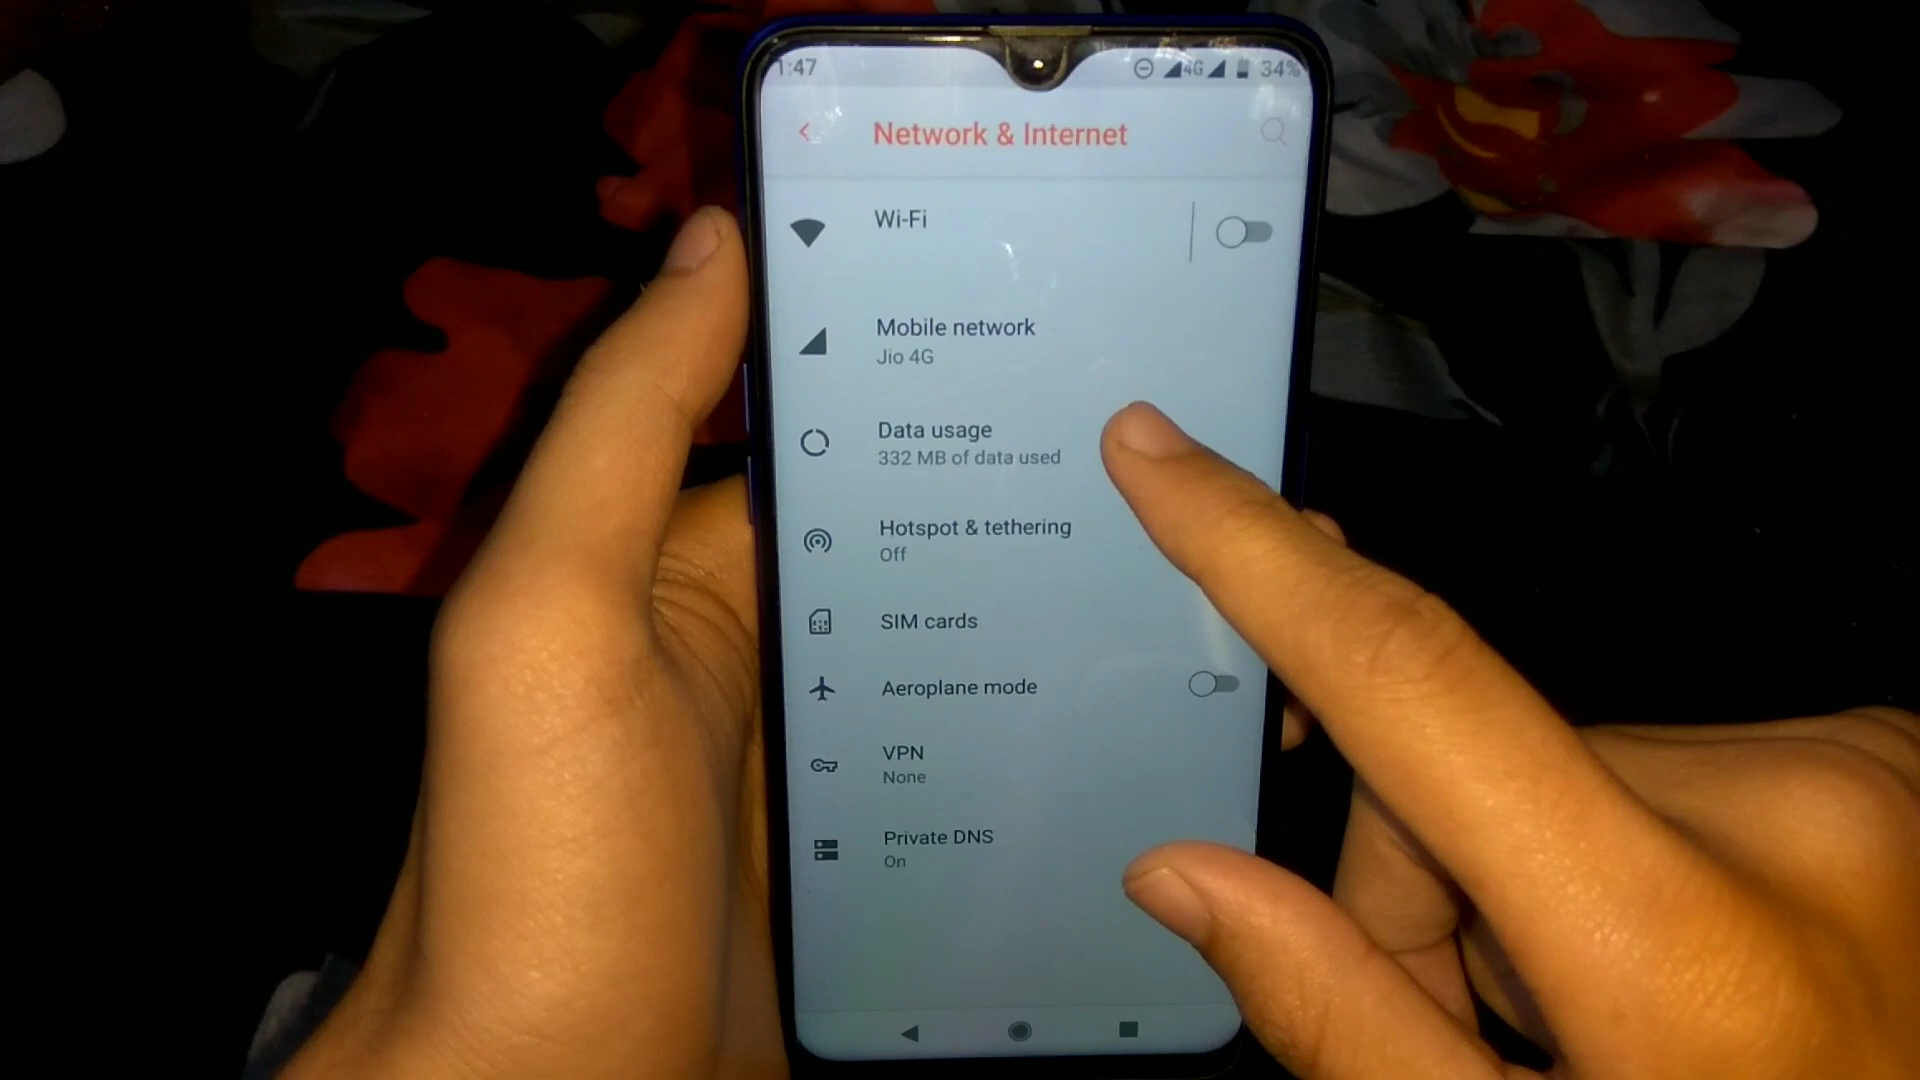 1:47 4G 34%
Network & Internet
Wi-Fi
Mobile network
Jio 4G
Data usage
332 MB of data used
Hotspot & tethering
Off
SIM cards
Aeroplane mode
VPN
None
Private DNS
On